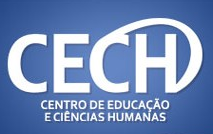 CECH
CENTRO DE EDUCAÇÃO
E CIÊNCIAS HUMANAS